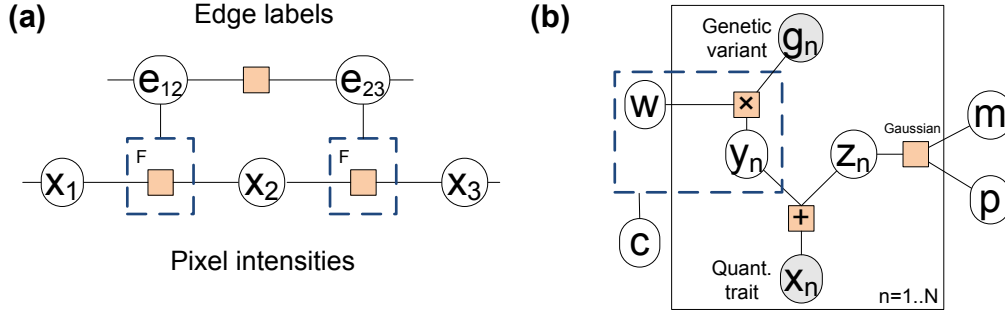 (a)
Edge labels
e12
e23
F
F
x1
x2
x3
Pixel intensities
(b)
Genetic
variant
gn
w
×
yn
zn
Gaussian
m
p
c
+
Quant.
trait
xn
n=1..N